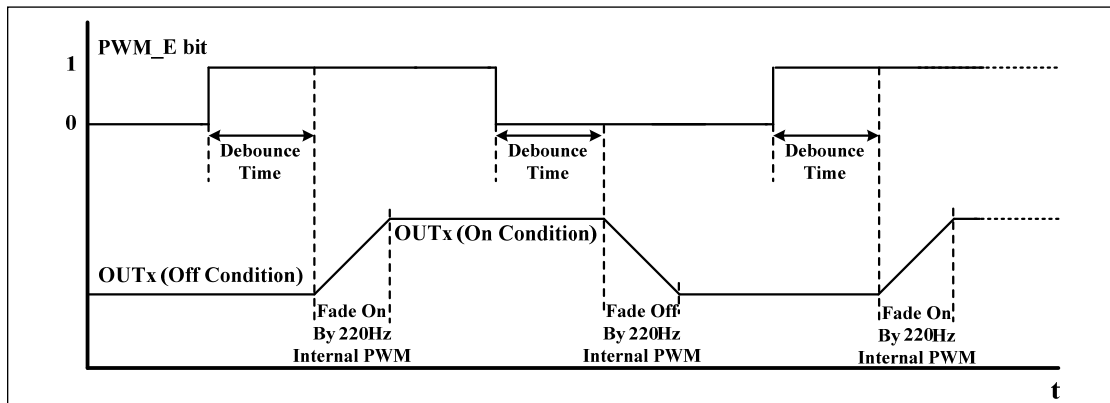 PWM_E bit
1
0
Debounce
Time
Debounce
Time
Debounce
Time
OUTx (On Condition)
OUTx (Off Condition)
Fade On
By 220Hz
Internal PWM
Fade Off
By 220Hz
Internal PWM
Fade On
By 220Hz
Internal PWM
t